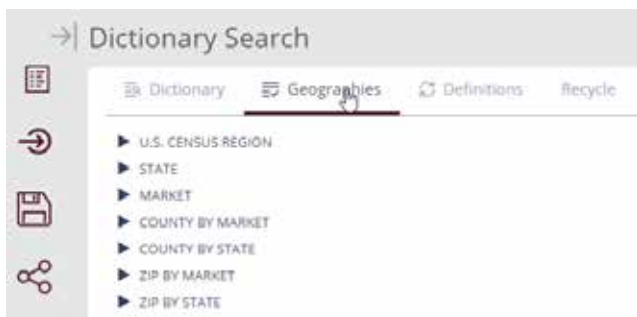 Dictionary Search
Dictionary Geographies Definitions Recycle
U.S. CENSUS REGION
STATE
MARKET
COUNTY BY MARKET
COUNTY BY STATE
ZIP BY MARKET
ZIP BY STATE